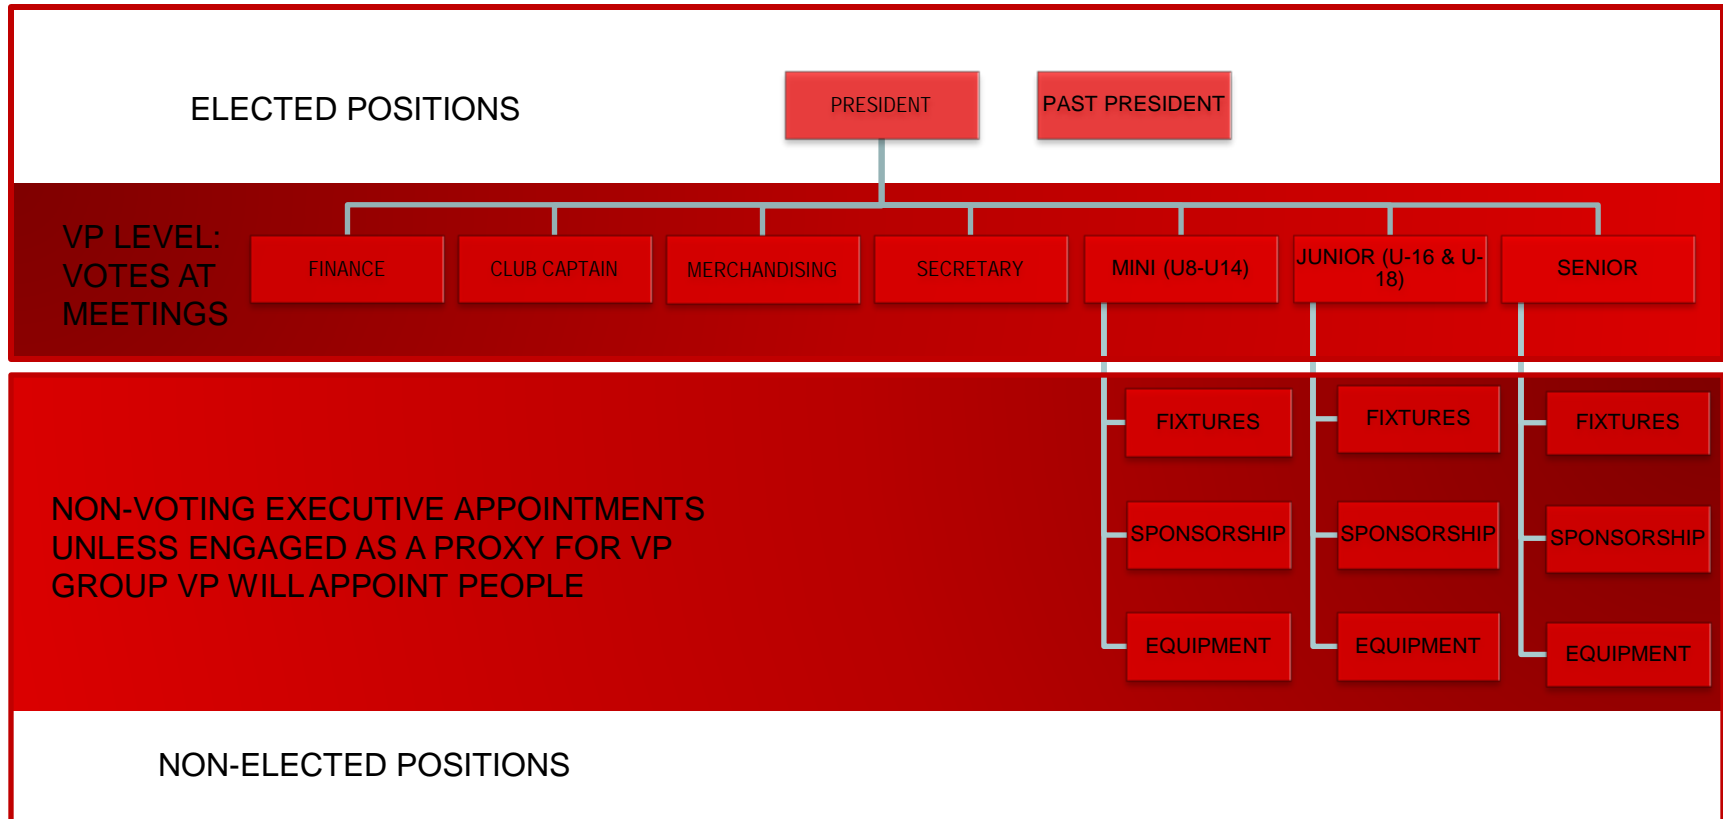 ELECTED POSITIONS
PRESIDENT
PAST PRESIDENT
VP LEVEL:
VOTES AT
MEETINGS
FINANCE
CLUB CAPTAIN
MERCHANDISING
SECRETARY
MINI (U8-U14)
JUNIOR (U-16 & U-
18)
SENIOR
NON-VOTING EXECUTIVE APPOINTMENTS
UNLESS ENGAGED AS A PROXY FOR VP
GROUP VP WILL APPOINT PEOPLE
FIXTURES
SPONSORSHIP
EQUIPMENT
FIXTURES
SPONSORSHIP
EQUIPMENT
FIXTURES
SPONSORSHIP
EQUIPMENT
NON-ELECTED POSITIONS